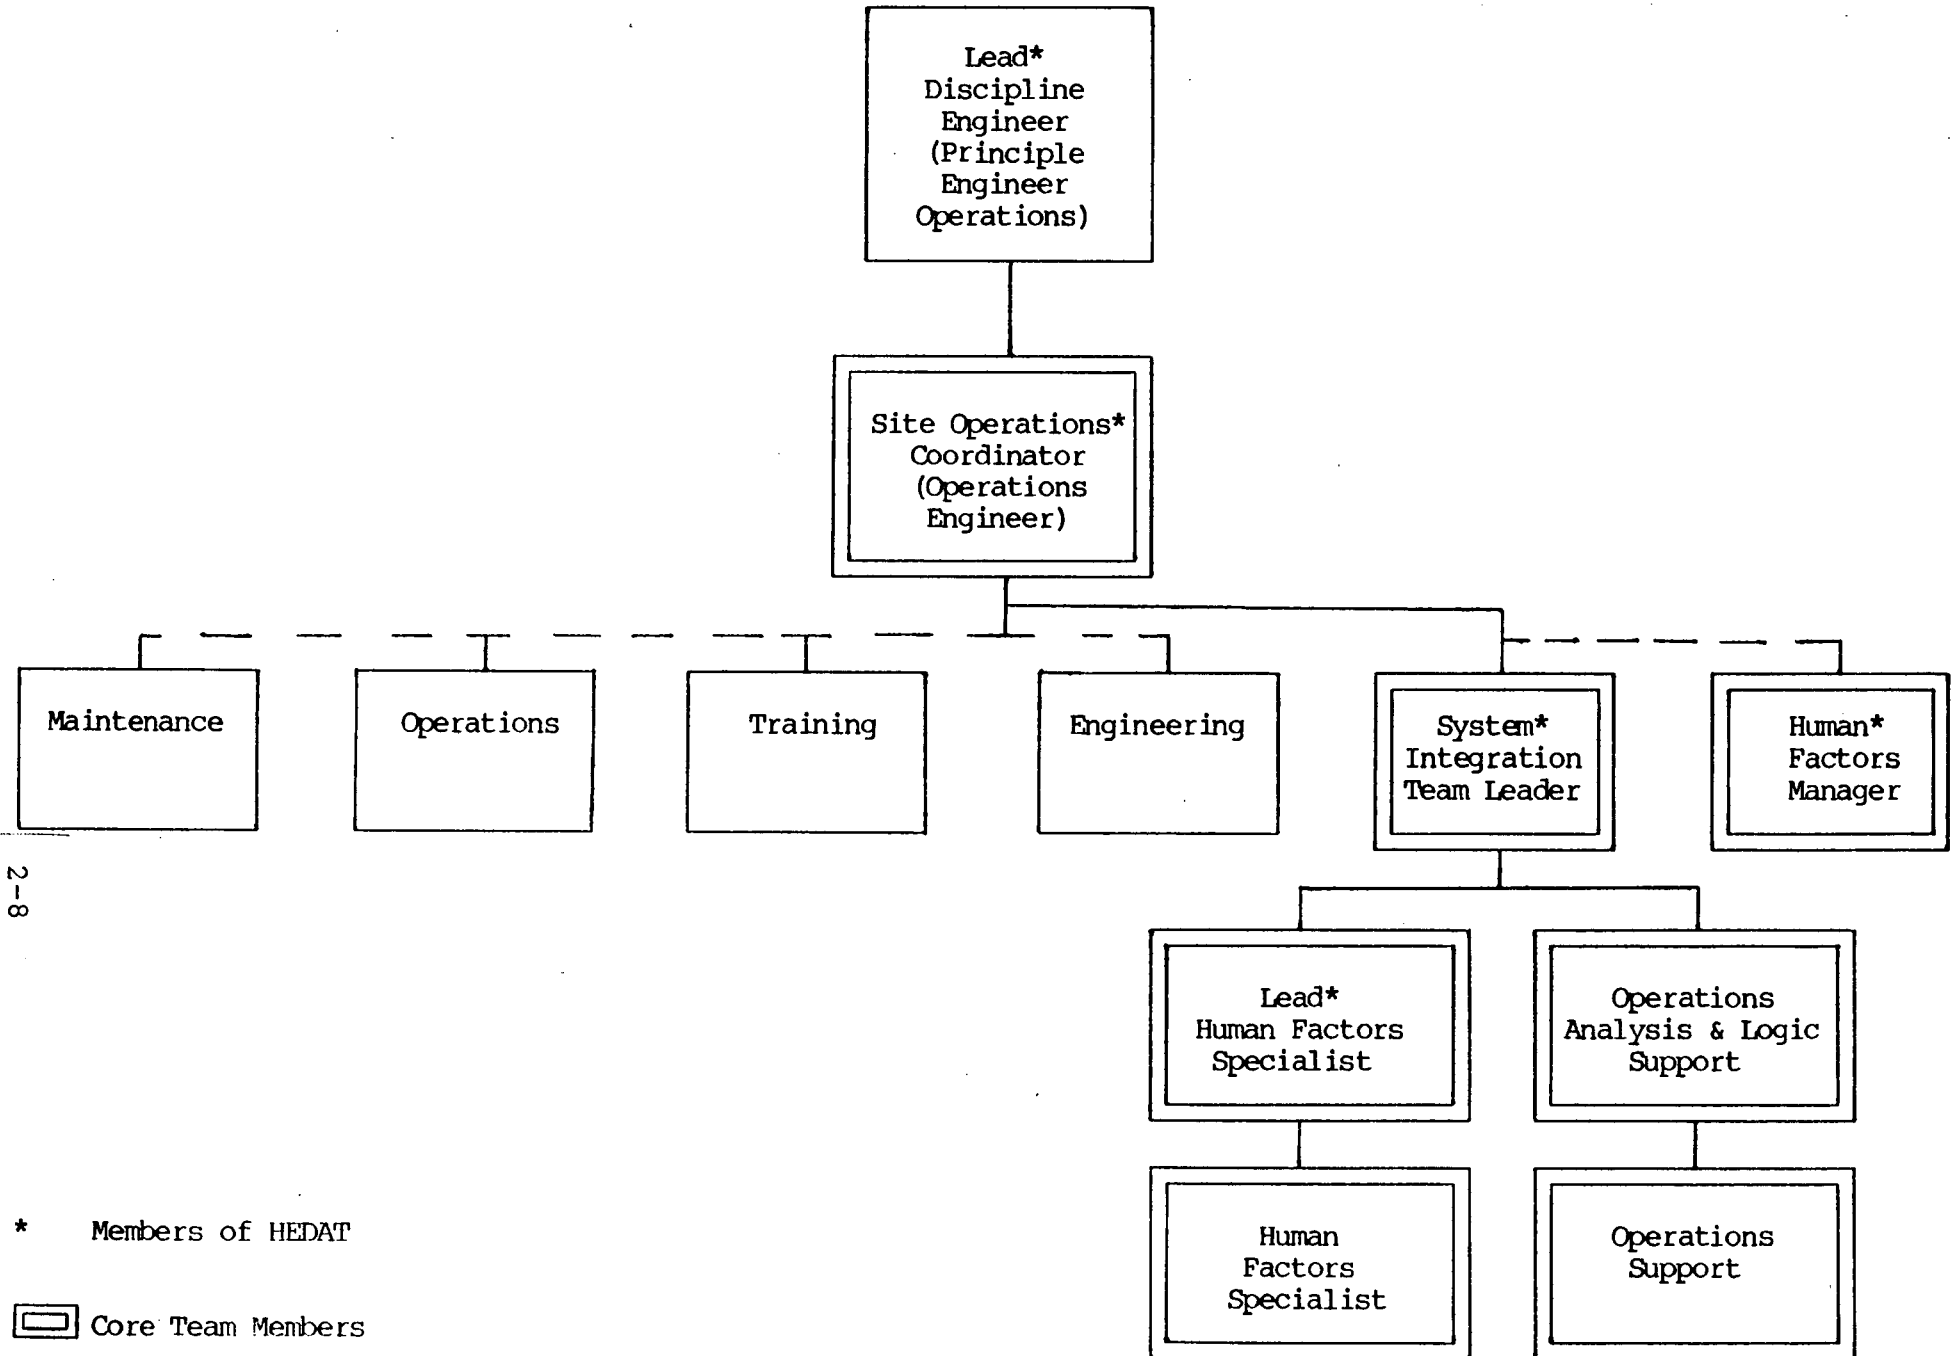 Lead*
Discipline
Engineer
(Principle
Engineer
Operations)
Site Operations*
Coordinator
(Operations
Engineer)
Maintenance
Operations
Training
Engineering
System*
Integration
Team Leader
Human*
Factors
Manager
2-8
Lead*
Human Factors
Specialist
Operations
Analysis & Logic
Support
Human
Factors
Specialist
Operations
Support
* Members of HEDAT
Core Team Members